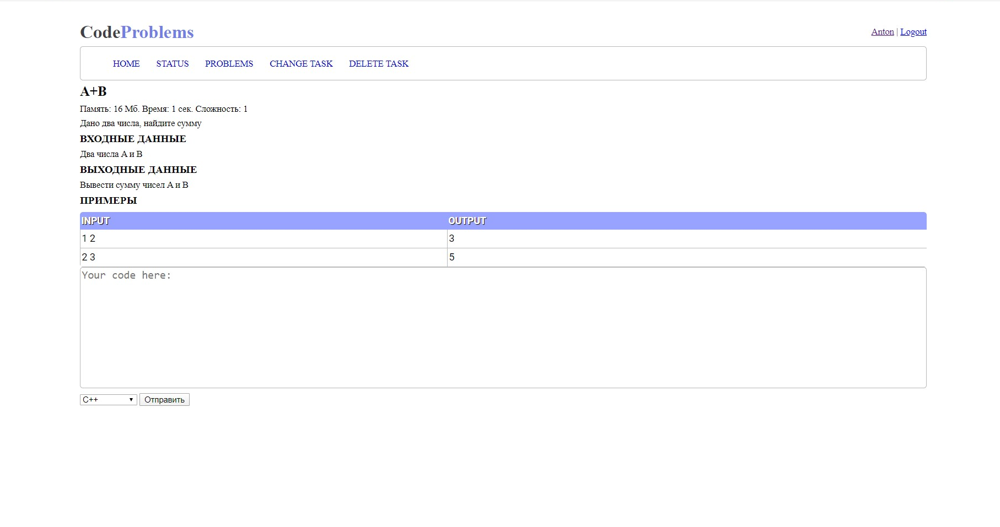 CodeProblems
Anton | Logout
HOME STATUS PROBLEMS CHANGE TASK DELETE TASK
A+B
Память: 16 Мб. Время: 1 сек. Сложность: 1
Дано два числа, найдите сумму
ВХОДНЫЕ ДАННЫЕ
Два числа A и B
ВЫХОДНЫЕ ДАННЫЕ
Вывести сумму чисел A и B
ПРИМЕРЫ
INPUT OUTPUT
1 2 3
2 3 5
Your code here:
C++ Отправить